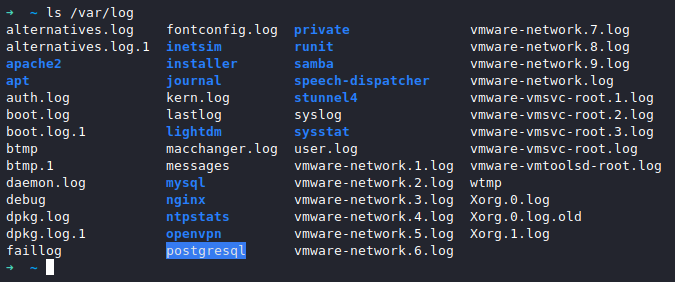 ➜ ~ ls /var/log
alternatives.log fontconfig.log private vmware-network.7.log
alternatives.log.1 inetsim runit vmware-network.8.log
apache2 installer samba vmware-network.9.log
apt journal speech-dispatcher vmware-network.log
auth.log kern.log stunnel4 vmware-vmsvc-root.1.log
boot.log lastlog syslog vmware-vmsvc-root.2.log
boot.log.1 lightdm sysstat vmware-vmsvc-root.3.log
btmp macchanger.log user.log vmware-vmsvc-root.log
btmp.1 messages vmware-network.1.log vmware-vmtoolsd-root.log
daemon.log mysql vmware-network.2.log wtmp
debug nginx vmware-network.3.log Xorg.0.log
dpkg.log ntpstats vmware-network.4.log Xorg.0.log.old
dpkg.log.1 openvpn vmware-network.5.log Xorg.1.log
faillog postgresql vmware-network.6.log
➜ ~